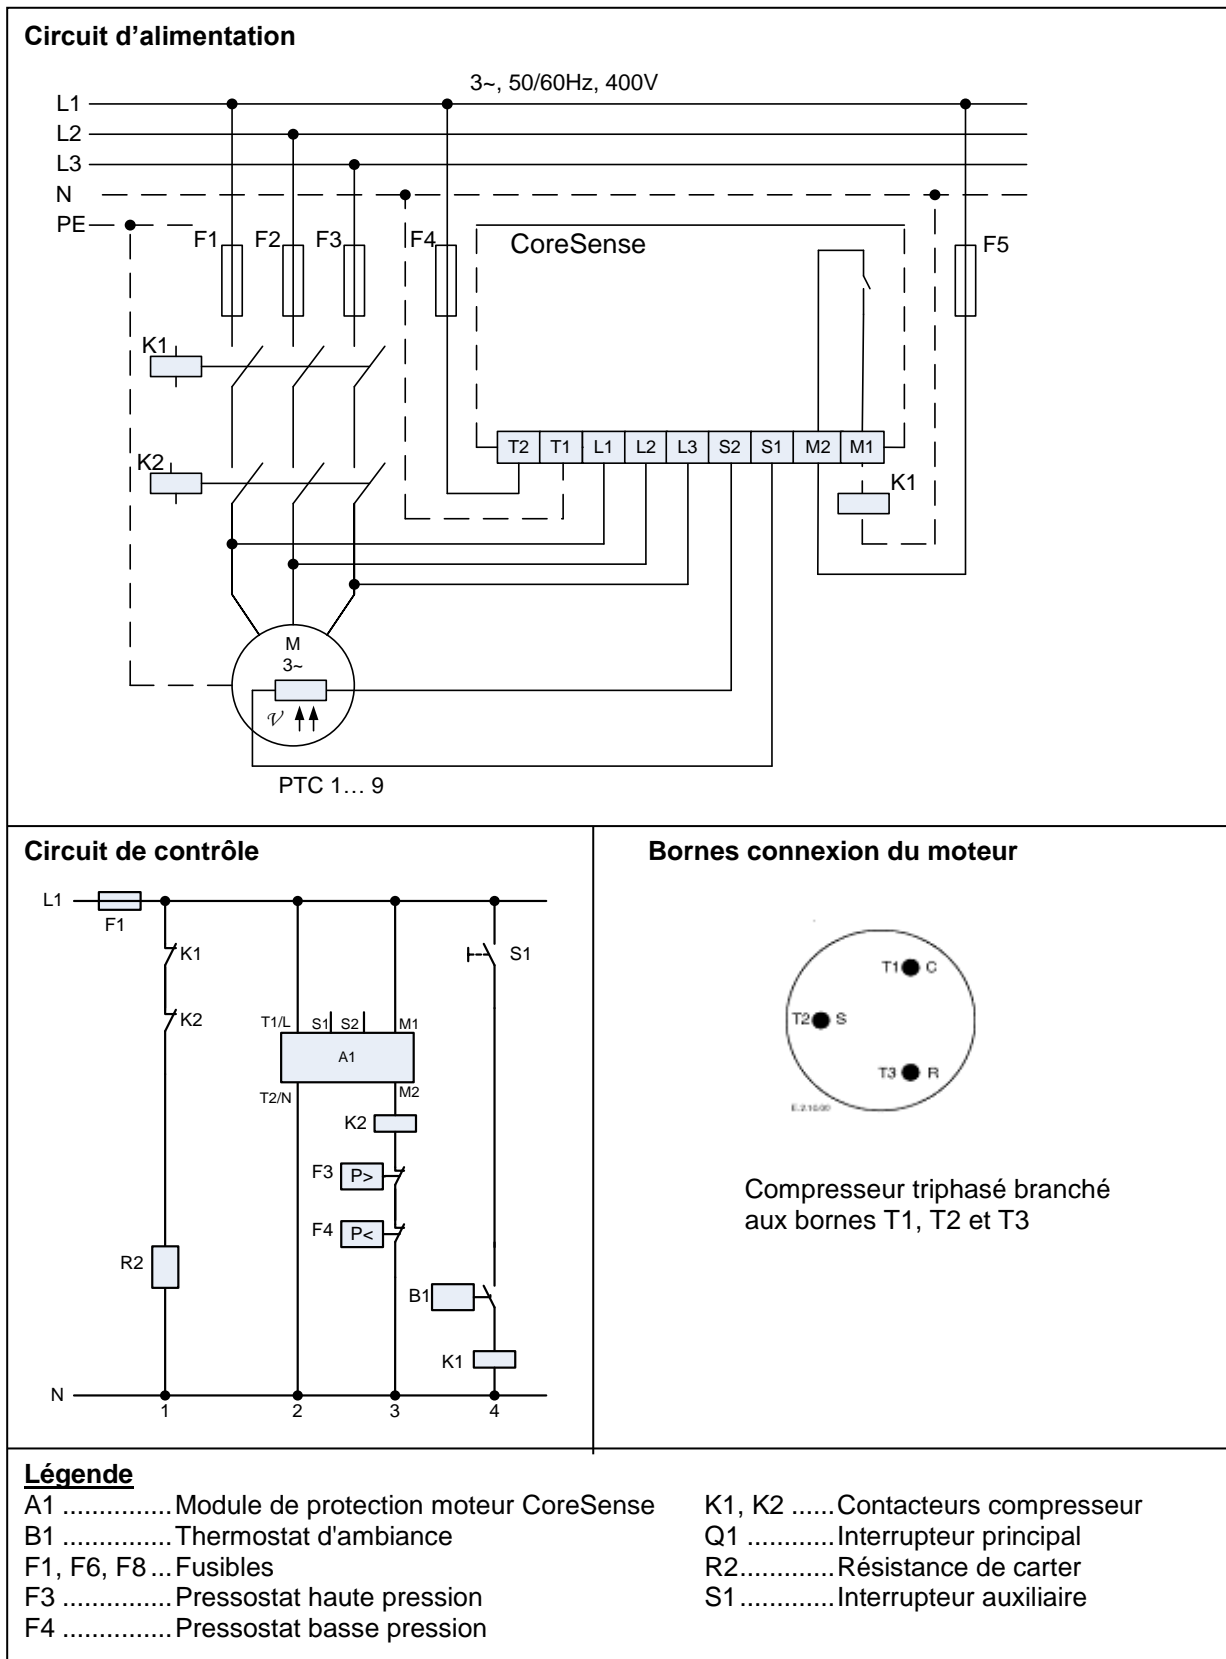 Circuit d’alimentation
3~, 50/60Hz, 400V
L1
L2
L3
N
PE
F1 F2 F3 F4 CoreSense F5
K1
T2 T1 L1 L2 L3 S2 S1 M2 M1
K2
K1
M
3~
PTC 1… 9
Circuit de contrôle
L1
F1
K1 S1
K2
T1/L S1 S2 M1
A1
T2/N M2
K2
F3 P>
F4 P<
R2
B1
K1
N
1 2 3 4
Bornes connexion du moteur
T1 C
T2 S
T3 R
Compresseur triphasé branché
aux bornes T1, T2 et T3
Légende
A1 ...............Module de protection moteur CoreSense
B1 ...............Thermostat d'ambiance
F1, F6, F8 ...Fusibles
F3 ...............Pressostat haute pression
F4 ...............Pressostat basse pression
K1, K2 ......Contacteurs compresseur
Q1 ............Interrupteur principal
R2.............Résistance de carter
S1.............Interrupteur auxiliaire